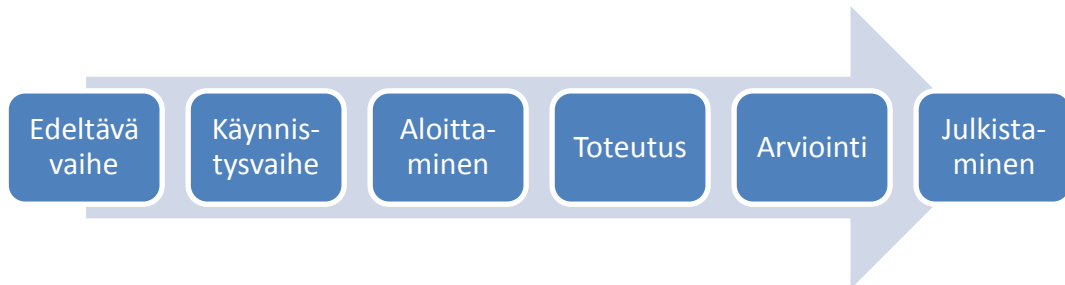 Edeltävä
vaihe
Käynnis-
tysvaihe
Aloitta-
minen
Toteutus
Arviointi
Julkista-
minen